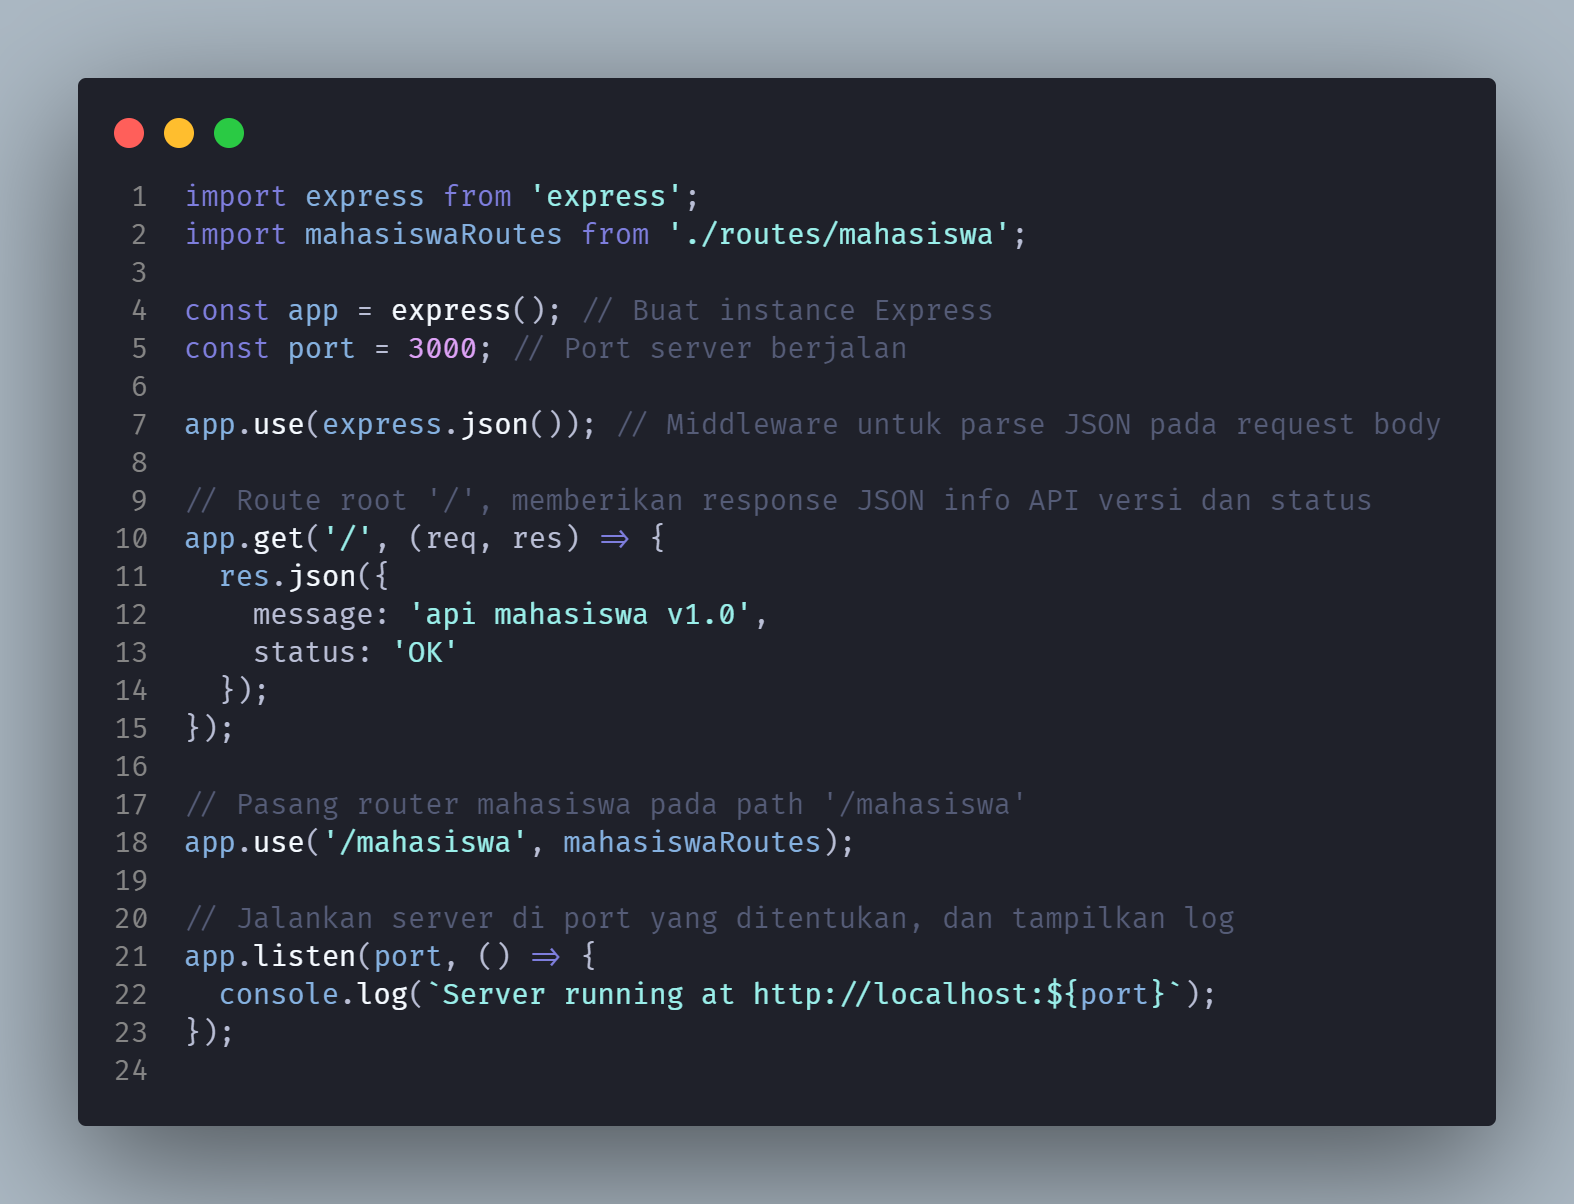 1 import express from 'express';
2 import mahasiswaRoutes from './routes/mahasiswa';
3
4 const app = express(); // Buat instance Express
5 const port = 3000; // Port server berjalan
6
7 app.use(express.json()); // Middleware untuk parse JSON pada request body
8
9 // Route root '/', memberikan response JSON info API versi dan status
10 app.get('/', (req, res) => {
11   res.json({
12     message: 'api mahasiswa v1.0',
13     status: 'OK'
14   });
15 });
16
17 // Pasang router mahasiswa pada path '/mahasiswa'
18 app.use('/mahasiswa', mahasiswaRoutes);
19
20 // Jalankan server di port yang ditentukan, dan tampilkan log
21 app.listen(port, () => {
22   console.log(`Server running at http://localhost:${port}`);
23 });
24